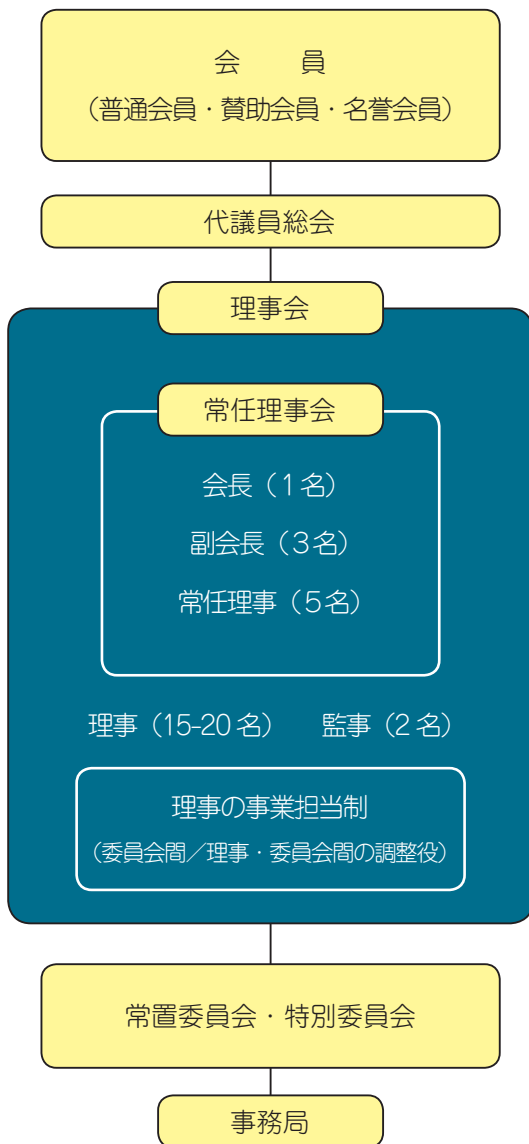 会　　員
（普通会員・賛助会員・名誉会員）
代議員総会
理事会
常任理事会
会長（1名）
副会長（3名）
常任理事（5名）
理事（15-20名）　監事（2名）
理事の事業担当制
（委員会間／理事・委員会間の調整役）
常置委員会・特別委員会
事務局